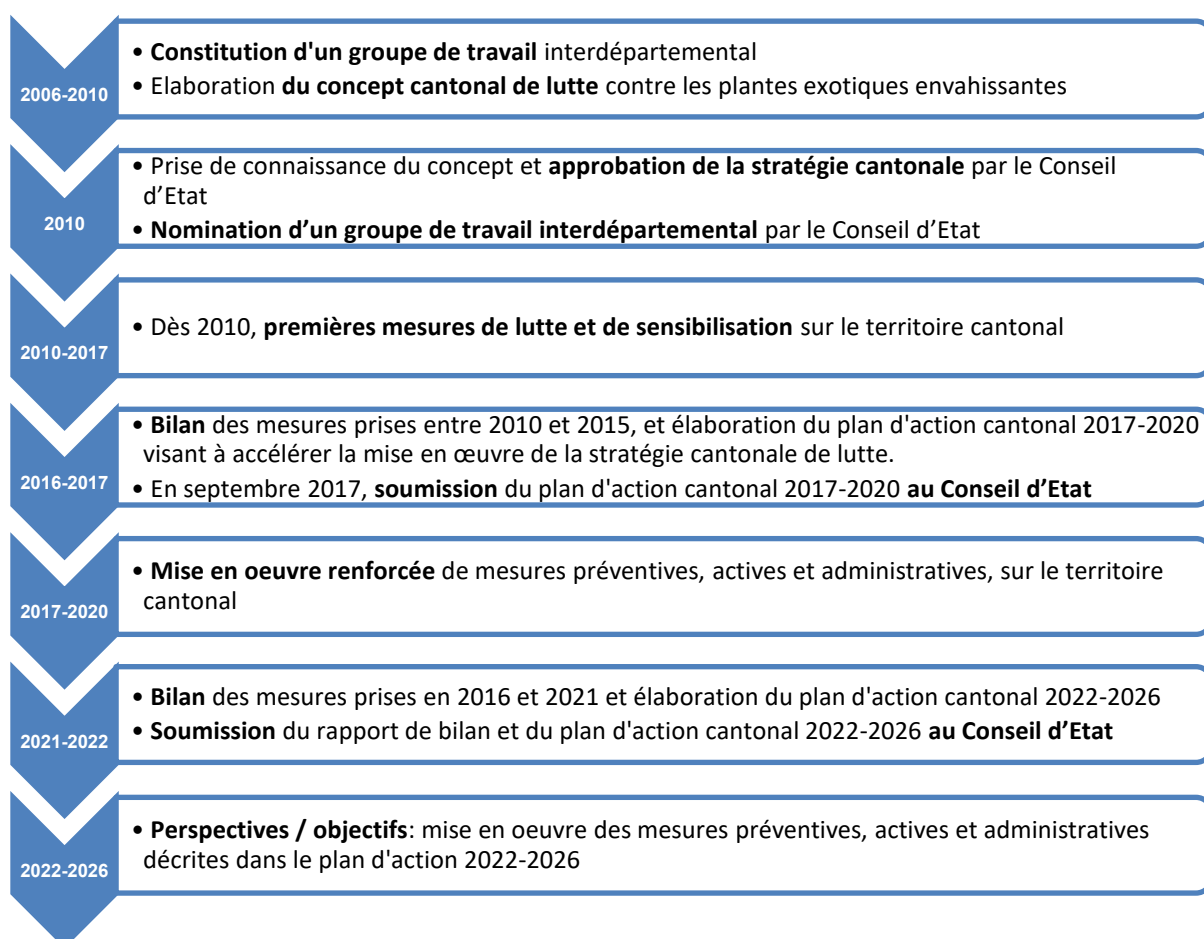 2006-2010
• Constitution d'un groupe de travail interdépartemental
• Elaboration du concept cantonal de lutte contre les plantes exotiques envahissantes
2010
• Prise de connaissance du concept et approbation de la stratégie cantonale par le Conseil
d’Etat
• Nomination d’un groupe de travail interdépartemental par le Conseil d’Etat
2010-2017
• Dès 2010, premières mesures de lutte et de sensibilisation sur le territoire cantonal
2016-2017
• Bilan des mesures prises entre 2010 et 2015, et élaboration du plan d'action cantonal 2017-2020
visant à accélérer la mise en œuvre de la stratégie cantonale de lutte.
• En septembre 2017, soumission du plan d'action cantonal 2017-2020 au Conseil d’Etat
2017-2020
• Mise en oeuvre renforcée de mesures préventives, actives et administratives, sur le territoire
cantonal
2021-2022
• Bilan des mesures prises en 2016 et 2021 et élaboration du plan d'action cantonal 2022-2026
• Soumission du rapport de bilan et du plan d'action cantonal 2022-2026 au Conseil d’Etat
2022-2026
• Perspectives / objectifs: mise en oeuvre des mesures préventives, actives et administratives
décrites dans le plan d'action 2022-2026